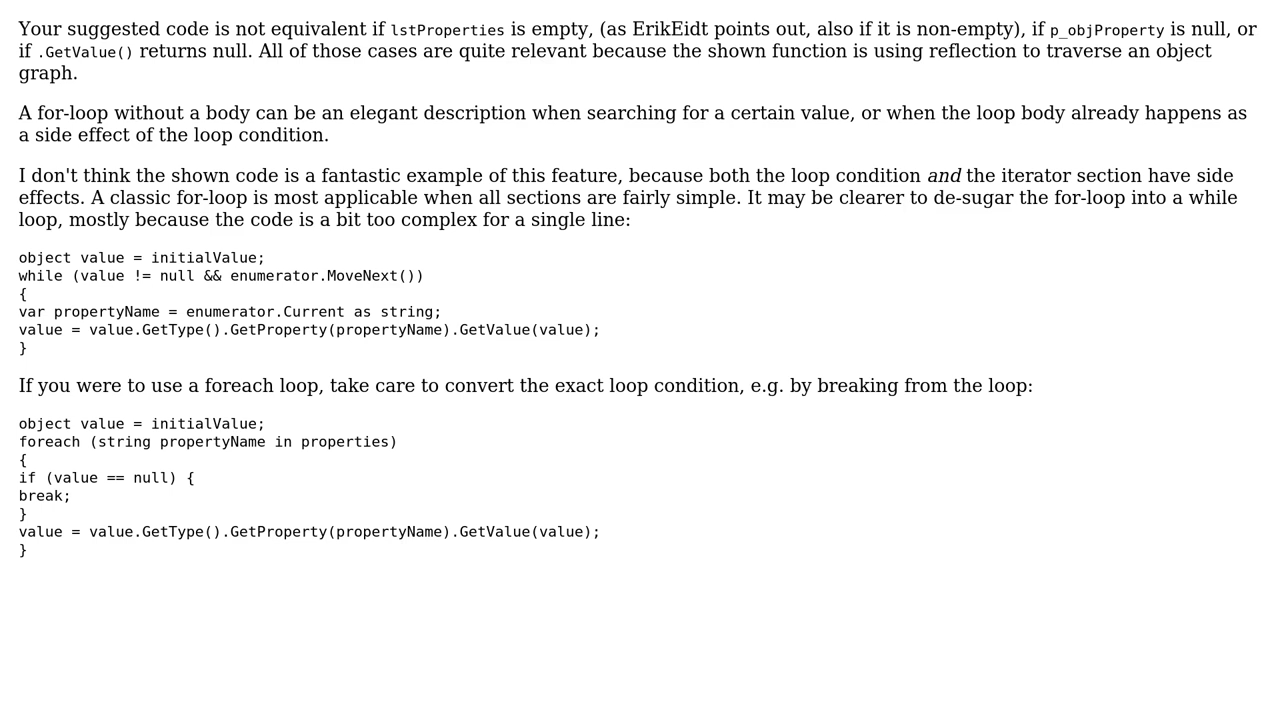 Your suggested code is not equivalent if lstProperties is empty, (as ErikEidt points out, also if it is non-empty), if p_objProperty is null, or
if .GetValue() returns null. All of those cases are quite relevant because the shown function is using reflection to traverse an object
graph.
A for-loop without a body can be an elegant description when searching for a certain value, or when the loop body already happens as
a side effect of the loop condition.
I don't think the shown code is a fantastic example of this feature, because both the loop condition and the iterator section have side
effects. A classic for-loop is most applicable when all sections are fairly simple. It may be clearer to de-sugar the for-loop into a while
loop, mostly because the code is a bit too complex for a single line:
object value = initialValue;
while (value != null && enumerator.MoveNext())
{
var propertyName = enumerator.Current as string;
value = value.GetType().GetProperty(propertyName).GetValue(value);
}
If you were to use a foreach loop, take care to convert the exact loop condition, e.g. by breaking from the loop:
object value = initialValue;
foreach (string propertyName in properties)
{
if (value == null) {
break;
}
value = value.GetType().GetProperty(propertyName).GetValue(value);
}